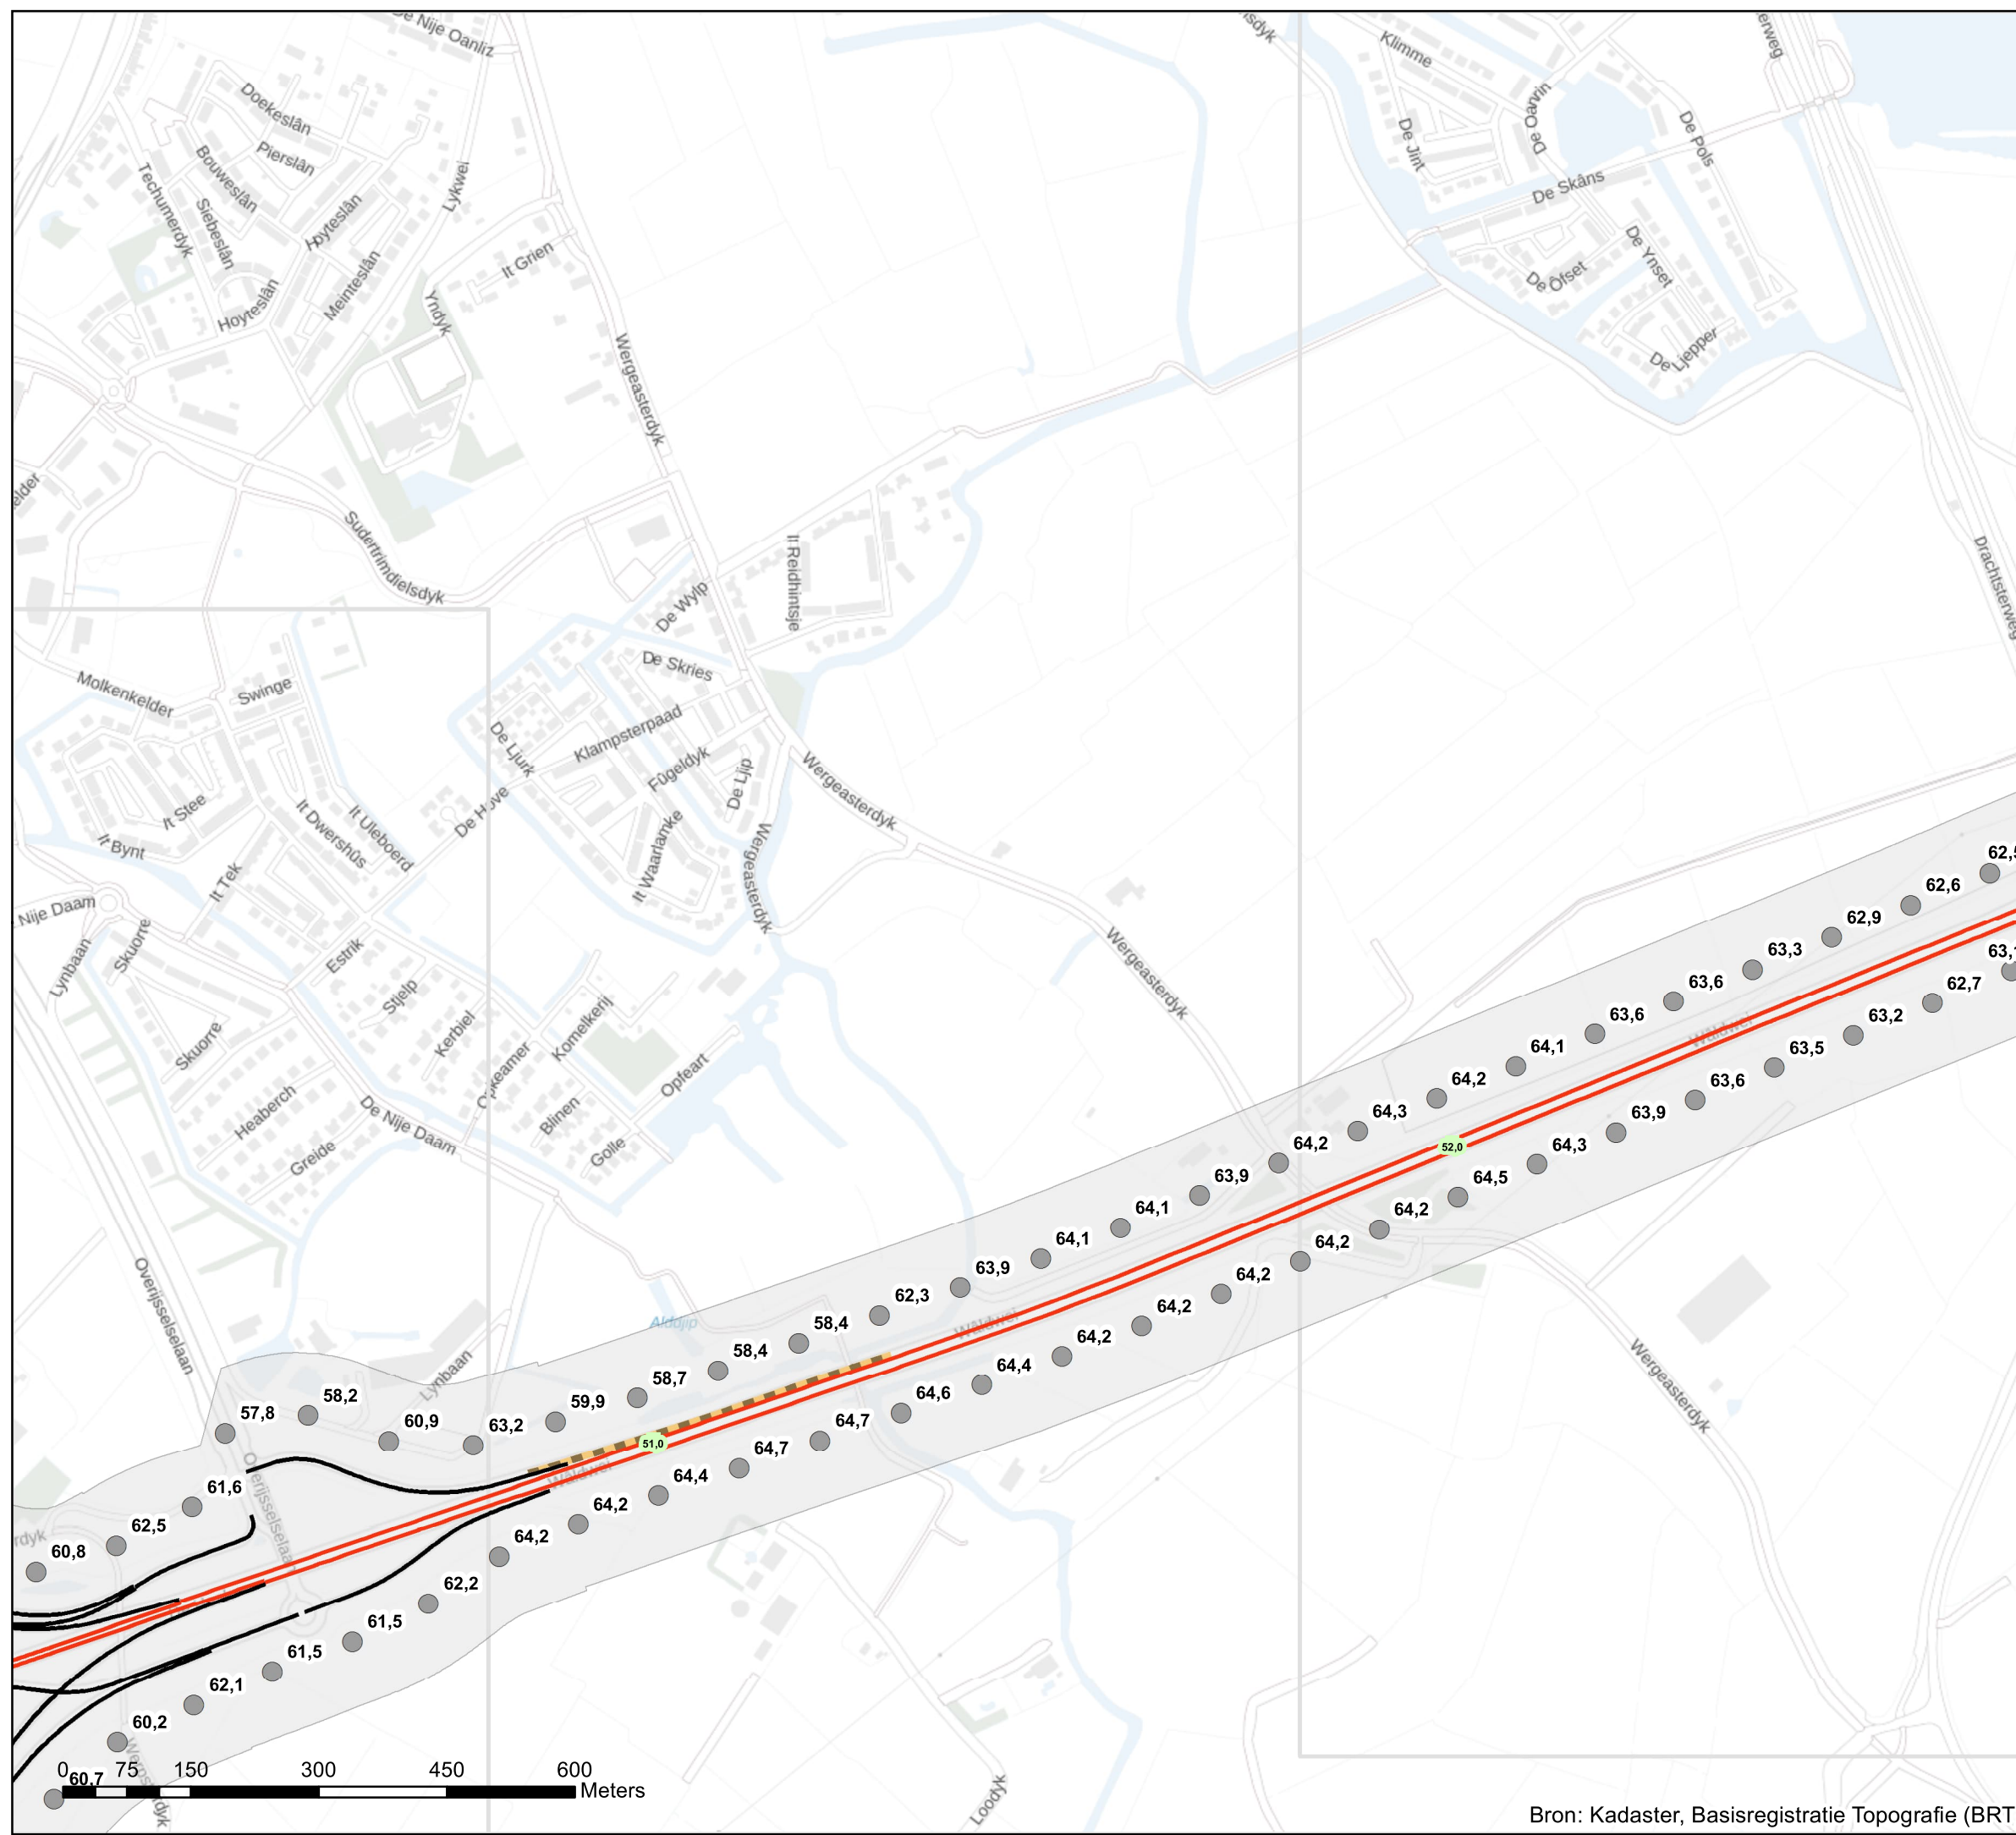 De Nije Oanliz
Klimme
Doekeslân
Pierslân
Bouweslân
Techumerdyk
Siebeslân
Hoyteslân
Lykwei
Meinteslân
Hoyteslân
It Grien
Yndyk
De Jint
De Oanrin
De Pols
De Skâns
De Ynset
De Ôfset
De Ljepper
Wergeasterdyk
Sudertrimdielsdyk
It Reidhintsje
De Wylp
De Skries
Drachtsterweg
Molkenkelder
Swinge
De Ljurk
Klampsterpaad
Fûgeldyk
De Ljip
De Hove
It Waarlamke
Wergeasterdyk
Wergeasterdyk
It Stee
It Bynt
It Dwershûs
It Uleboerd
It Tek
Nije Daam
Lynbaan
Skuorre
Estrik
Stjelp
Kerbiel
Skuorre
Komelkerij
Opkeamer
Opfeart
Heaberch
Blinen
Golle
Greide
De Nije Daam
Wergeasterdyk
Overijsselselaan
Aldojip
Lynbaan
Wâldwei
Wâldwei
Wâldwei
Overijsselselaan
Wergeasterdyk
Loodyk
62,6
62,9
63,3
63,6
63,6
64,1
64,2
64,3
64,2
63,9
64,1
64,1
63,9
62,3
58,4
58,4
58,7
59,9
63,2
60,9
58,2
57,8
61,6
62,5
60,8
62,7
63,2
63,5
63,6
63,9
64,3
64,5
64,2
64,2
64,2
64,2
64,2
64,4
64,6
64,7
64,7
64,4
64,2
64,2
62,2
61,5
61,5
62,1
60,2
60,7
52,0
51,0
0 75 150 300 450 600
Meters
Bron: Kadaster, Basisregistratie Topografie (BRT